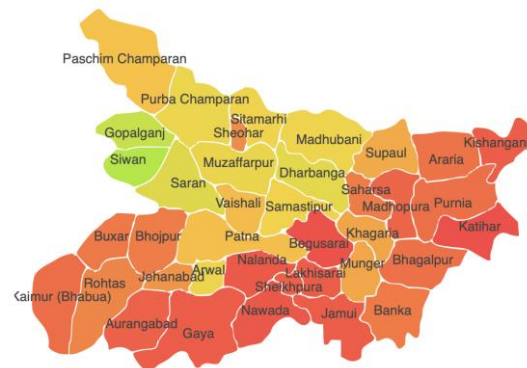 Paschim Champaran
Purba Champaran
Gopalganj
Sitamarhi
Sheohar
Siwan
Madhubani
Kishangan
Muzaffarpur
Supaul
Araria
Saran
Dharbanga
Saharsa
Vaishali
Samastipur
Madhopura
Purnia
Buxar
Bhojpur
Patna
Khagaria
Katihar
Begusarai
Arwal
Nalanda
Munger
Bhagalpur
Rohtas
Jehanabad
Lakhisarai
Sheikhpura
Kaimur (Bhabua)
Aurangabad
Gaya
Nawada
Jamui
Banka